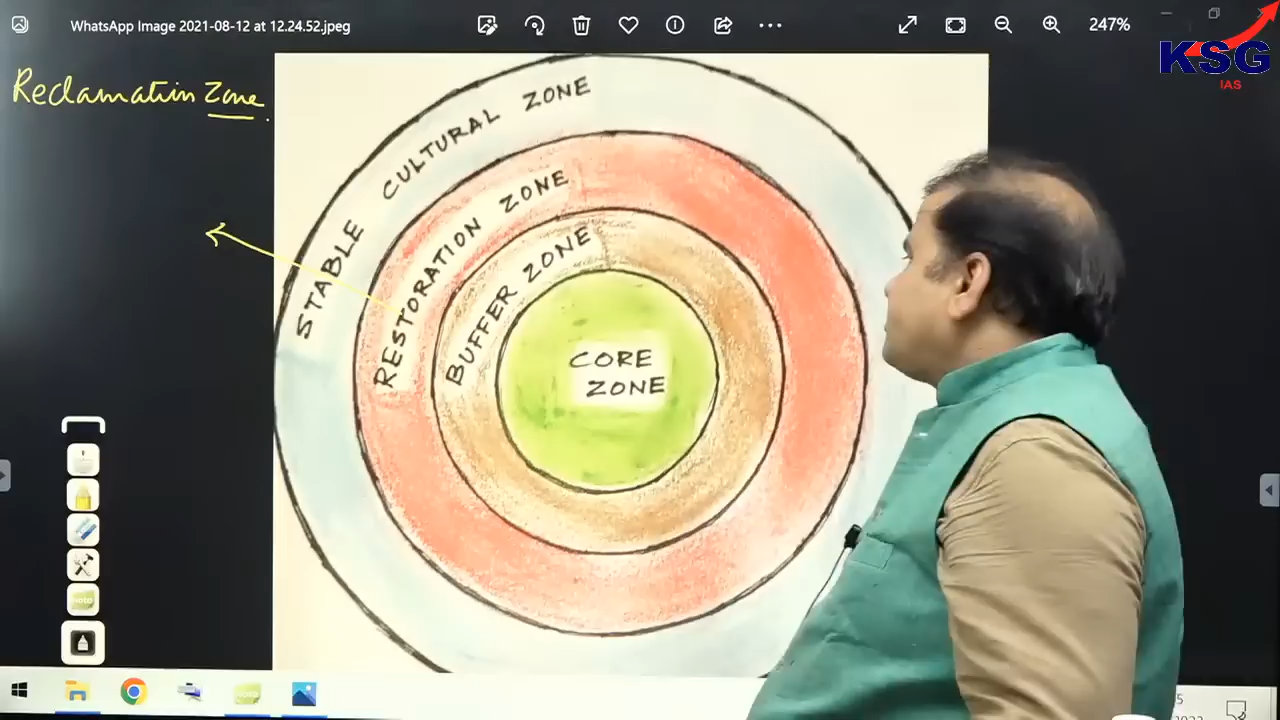 WhatsApp Image 2021-08-12 at 12.24.52.jpeg
247%
KSG
IAS
Reclamation Zone
STABLE CULTURAL ZONE
RESTORATION ZONE
BUFFER ZONE
CORE
ZONE